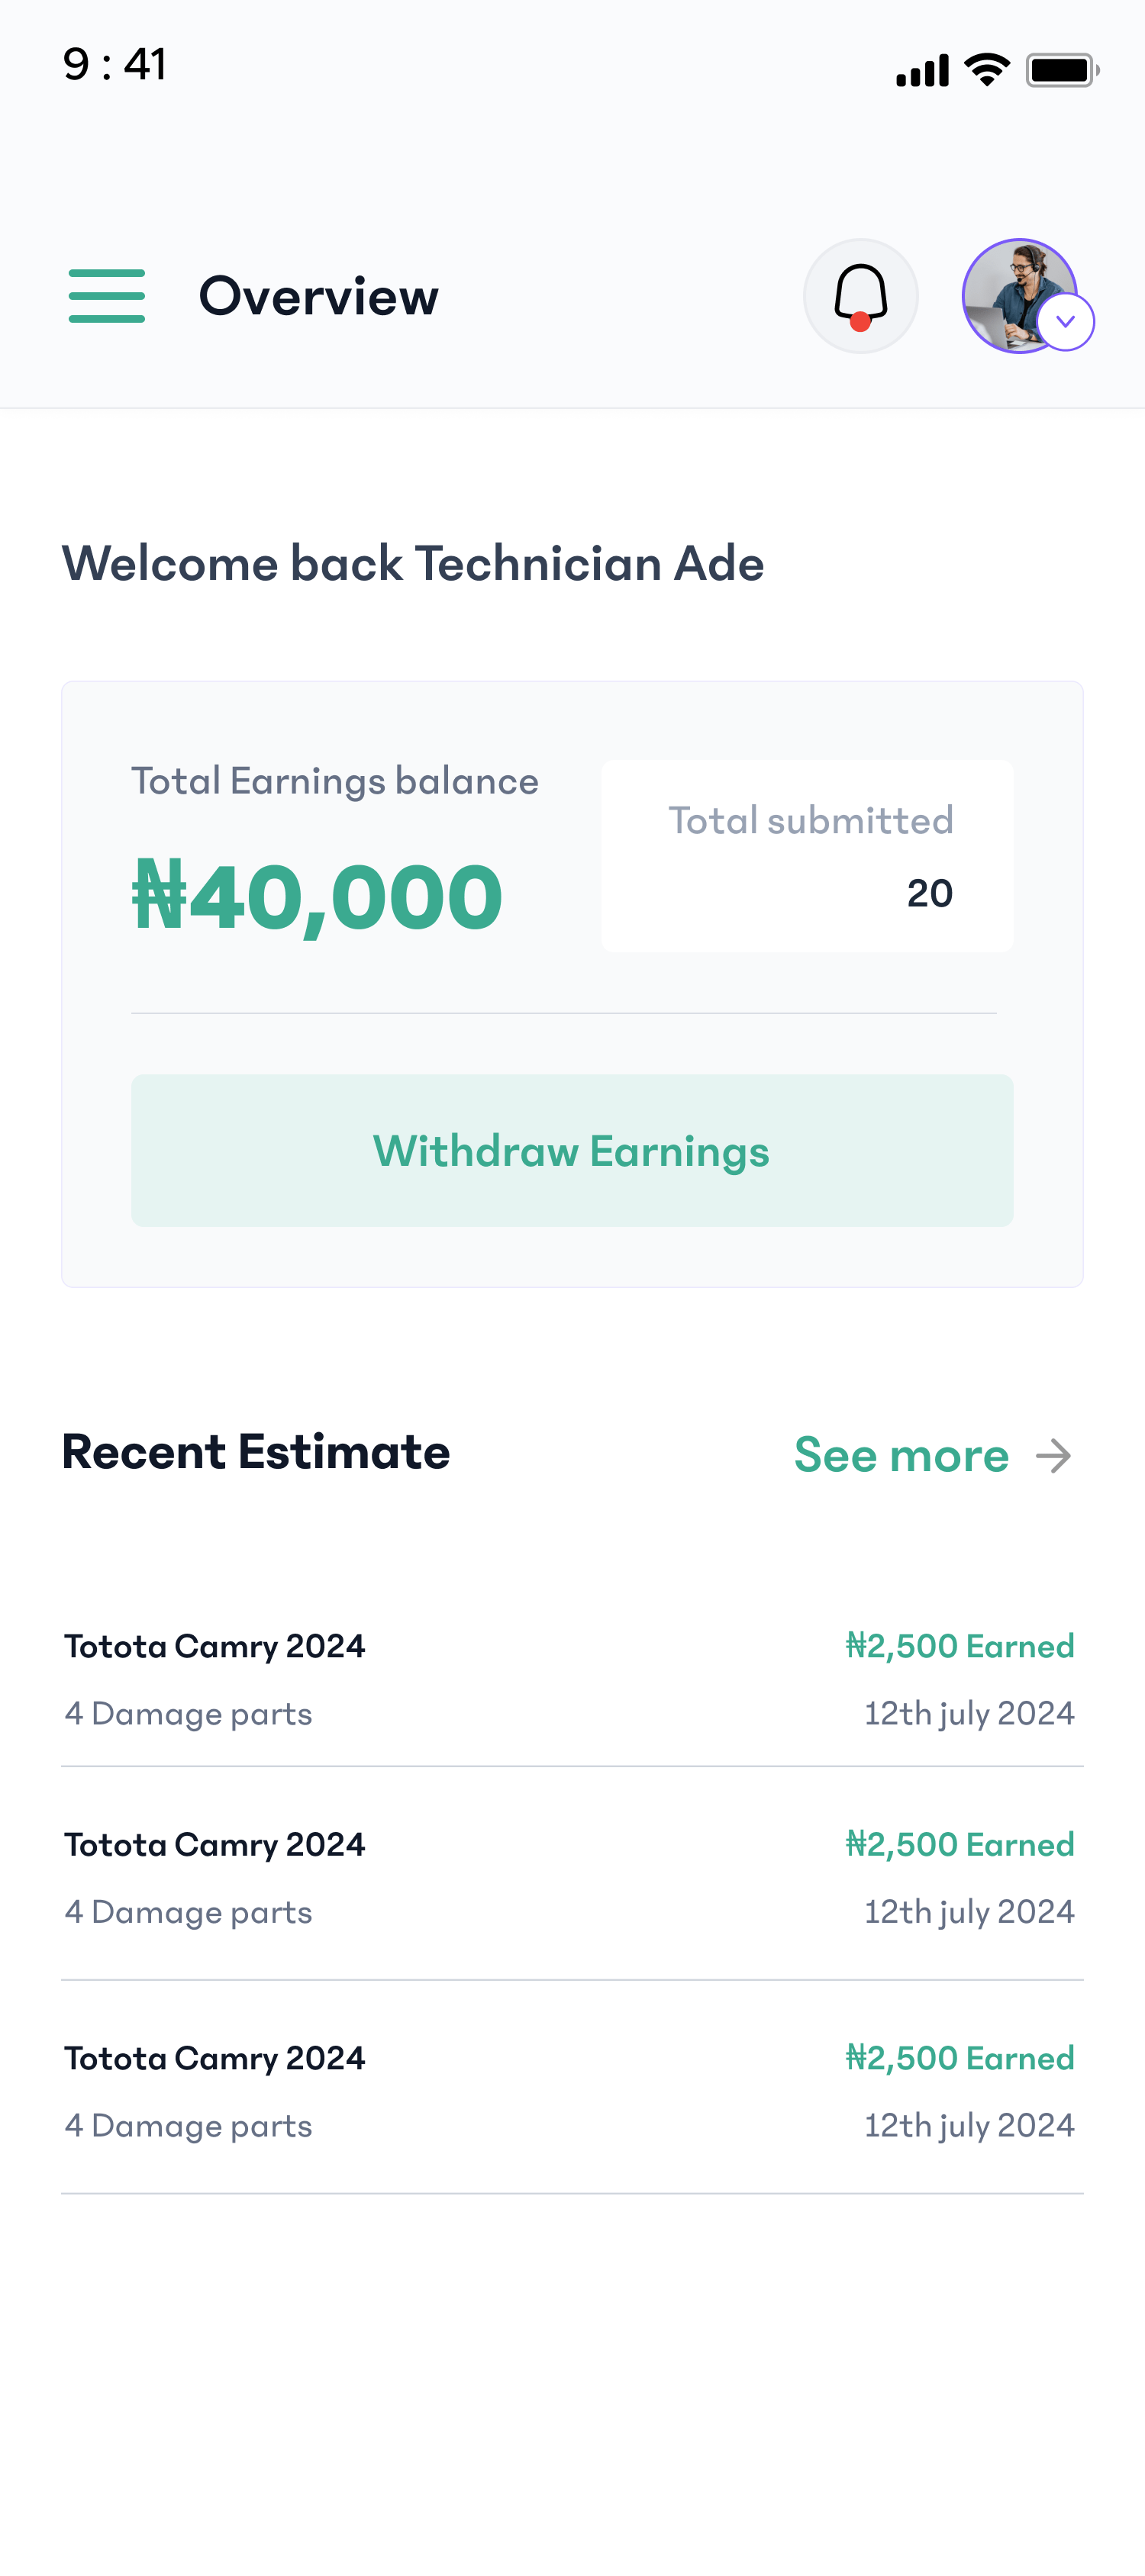 9 : 41
Overview
Welcome back Technician Ade
Total Earnings balance
₦40,000
Total submitted
20
Withdraw Earnings
Recent Estimate
See more
Totota Camry 2024
₦2,500 Earned
4 Damage parts
12th july 2024
Totota Camry 2024
₦2,500 Earned
4 Damage parts
12th july 2024
Totota Camry 2024
₦2,500 Earned
4 Damage parts
12th july 2024